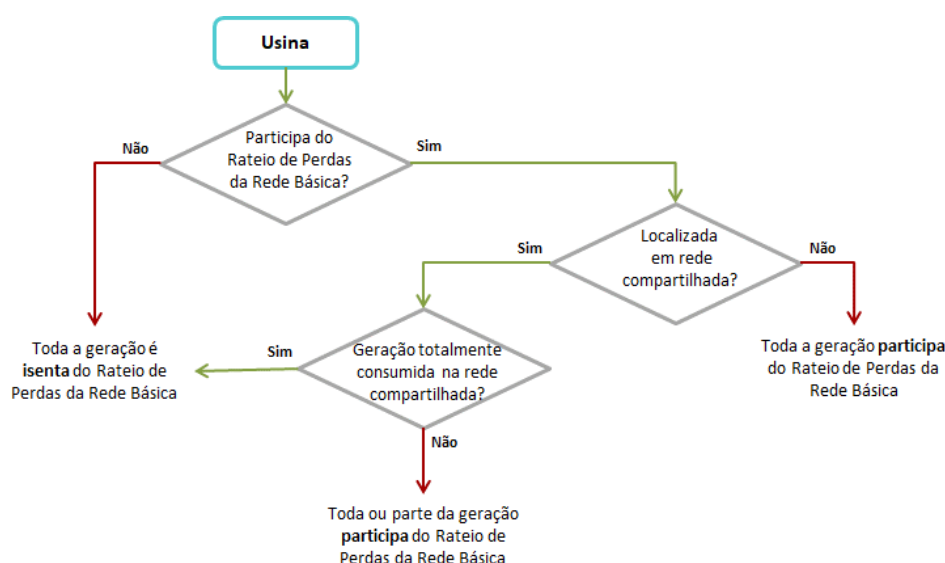 Usina
Participa do
Rateio de Perdas
da Rede Básica?
Não
Sim
Localizada
em rede
compartilhada?
Sim
Não
Toda a geração é
isenta do Rateio de
Perdas da Rede Básica
Sim
Geração totalmente
consumida na rede
compartilhada?
Toda a geração participa
do Rateio de Perdas da
Rede Básica
Não
Toda ou parte da geração
participa do Rateio de
Perdas da Rede Básica